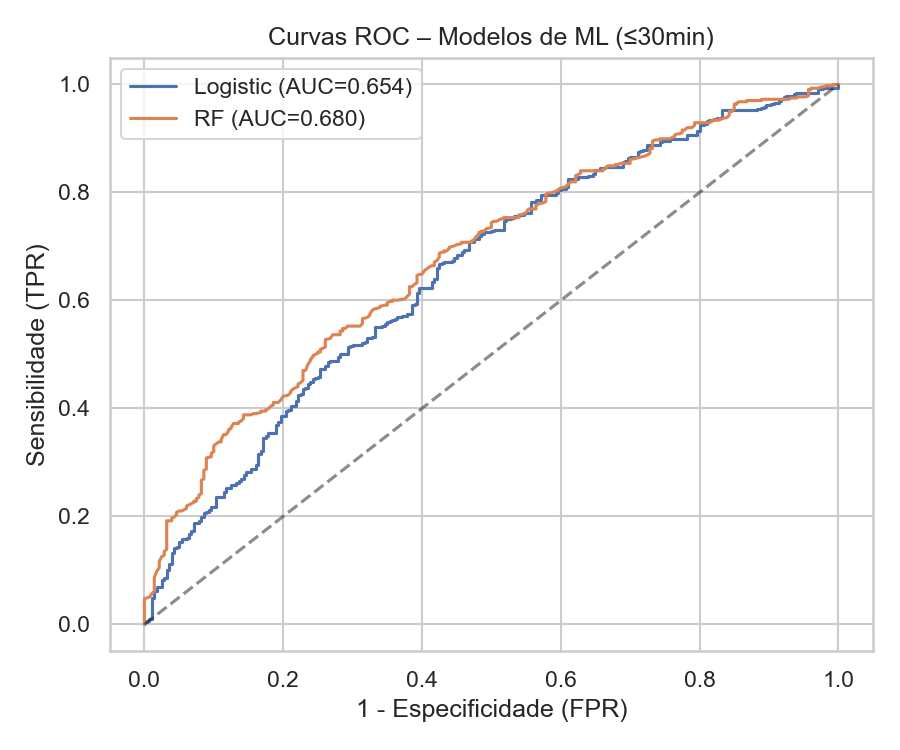 Curvas ROC – Modelos de ML (≤30min)
Logistic (AUC=0.654)
RF (AUC=0.680)
Sensibilidade (TPR)
1.0
0.8
0.6
0.4
0.2
0.0
0.0 0.2 0.4 0.6 0.8 1.0
1 - Especificidade (FPR)